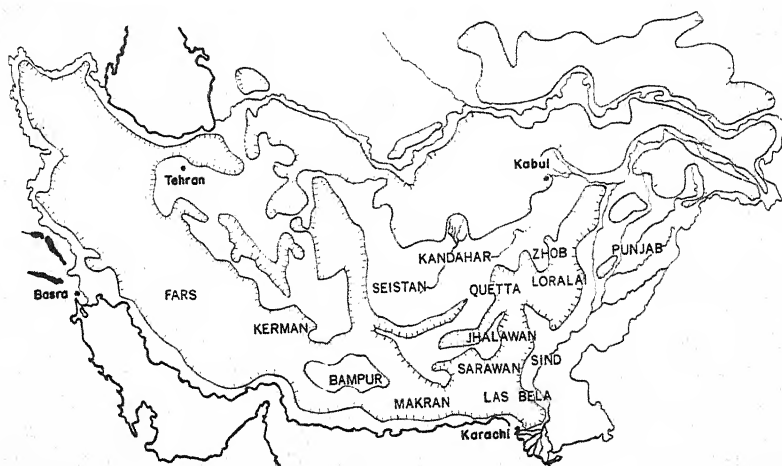 Tehran
Kabul
KANDAHAR
ZHOB
PUNJAB
SEISTAN
QUETTA
LORALAI
Basra
FARS
KERMAN
JHALAWAN
SARAWAN
SIND
BAMPUR
MAKRAN
LAS BELA
Karachi